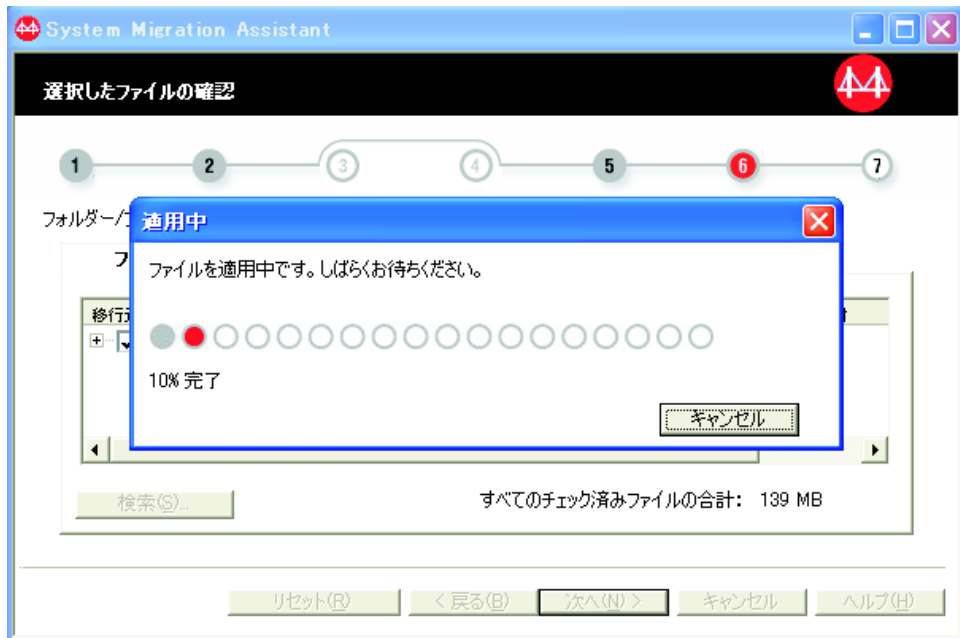 System Migration Assistant
選択したファイルの確認
1 2 3 4 5 6 7
フォルダー/
適用中
ファイルを適用中です。しばらくお待ちください。
移行
10% 完了
キャンセル
検索(S)...
すべてのチェック済みファイルの合計： 139 MB
リセット(R) < 戻る(B) 次へ(N) > キャンセル ヘルプ(H)